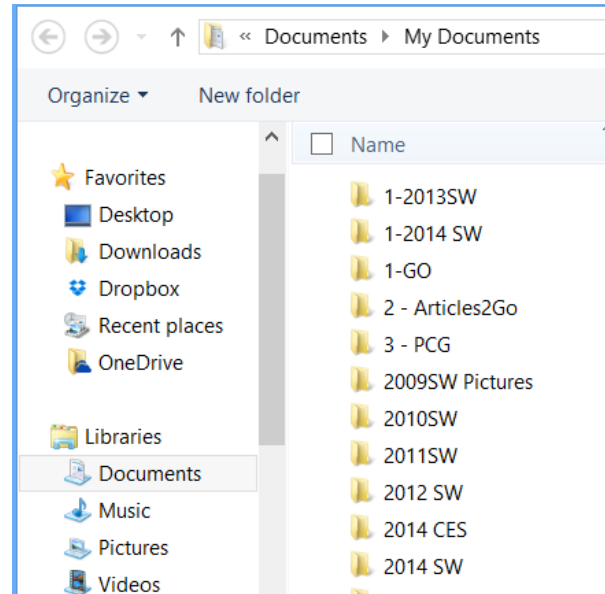 « Documents ▸ My Documents
Organize ▾ New folder
Name
Favorites
Desktop
Downloads
Dropbox
Recent places
OneDrive
Libraries
Documents
Music
Pictures
Videos
1-2013SW
1-2014 SW
1-GO
2 - Articles2Go
3 - PCG
2009SW Pictures
2010SW
2011SW
2012 SW
2014 CES
2014 SW